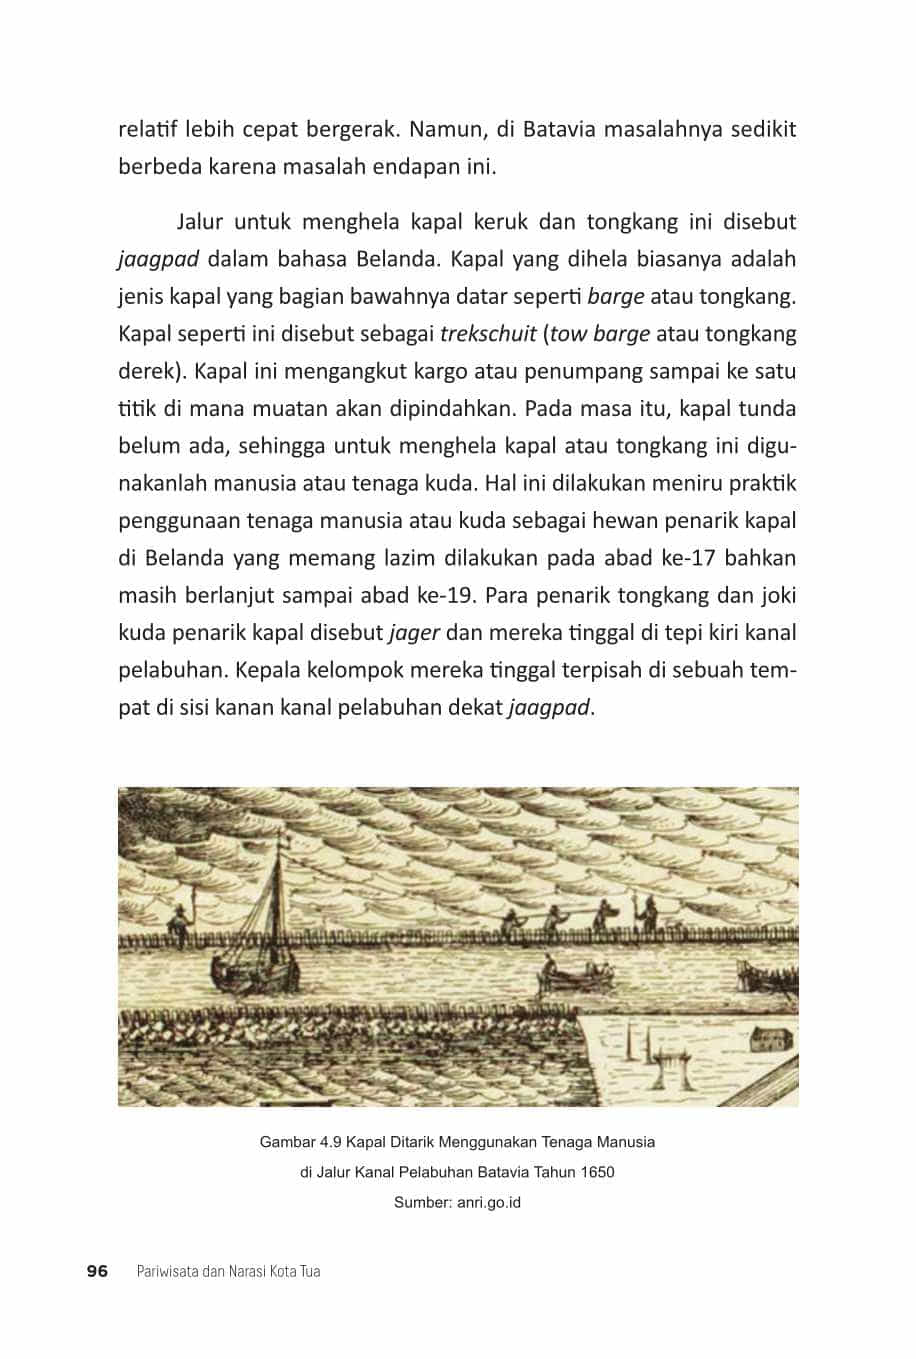 relatif lebih cepat bergerak. Namun, di Batavia masalahnya sedikit
berbeda karena masalah endapan ini.
Jalur untuk menghela kapal keruk dan tongkang ini disebut
jaagpad dalam bahasa Belanda. Kapal yang dihela biasanya adalah
jenis kapal yang bagian bawahnya datar seperti barge atau tongkang.
Kapal seperti ini disebut sebagai trekschuit (tow barge atau tongkang
derek). Kapal ini mengangkut kargo atau penumpang sampai ke satu
titik di mana muatan akan dipindahkan. Pada masa itu, kapal tunda
belum ada, sehingga untuk menghela kapal atau tongkang ini digu-
nakanlah manusia atau tenaga kuda. Hal ini dilakukan meniru praktik
penggunaan tenaga manusia atau kuda sebagai hewan penarik kapal
di Belanda yang memang lazim dilakukan pada abad ke-17 bahkan
masih berlanjut sampai abad ke-19. Para penarik tongkang dan joki
kuda penarik kapal disebut jager dan mereka tinggal di tepi kiri kanal
pelabuhan. Kepala kelompok mereka tinggal terpisah di sebuah tem-
pat di sisi kanan kanal pelabuhan dekat jaagpad.
Gambar 4.9 Kapal Ditarik Menggunakan Tenaga Manusia
di Jalur Kanal Pelabuhan Batavia Tahun 1650
Sumber: anri.go.id
96 Pariwisata dan Narasi Kota Tua